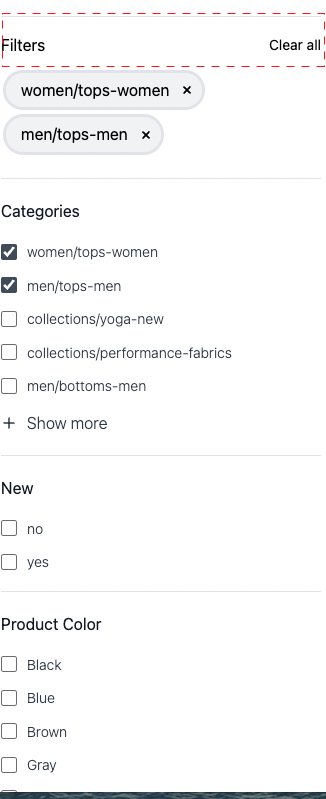 Filters Clear all
women/tops-women ×
men/tops-men ×
Categories
women/tops-women
men/tops-men
collections/yoga-new
collections/performance-fabrics
men/bottoms-men
+ Show more
New
no
yes
Product Color
Black
Blue
Brown
Gray